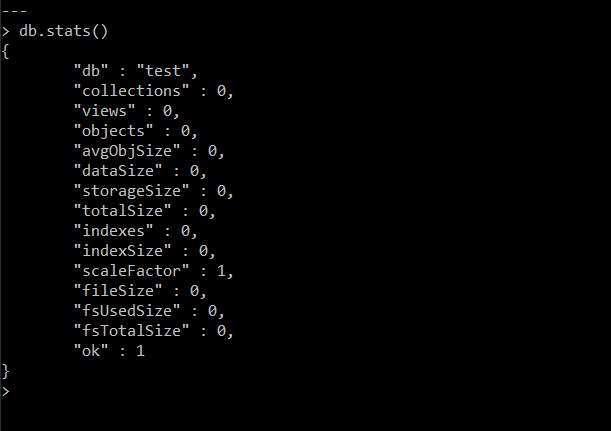 ---
> db.stats()
{
        "db" : "test",
        "collections" : 0,
        "views" : 0,
        "objects" : 0,
        "avgObjSize" : 0,
        "dataSize" : 0,
        "storageSize" : 0,
        "totalSize" : 0,
        "indexes" : 0,
        "indexSize" : 0,
        "scaleFactor" : 1,
        "fileSize" : 0,
        "fsUsedSize" : 0,
        "fsTotalSize" : 0,
        "ok" : 1
}
>